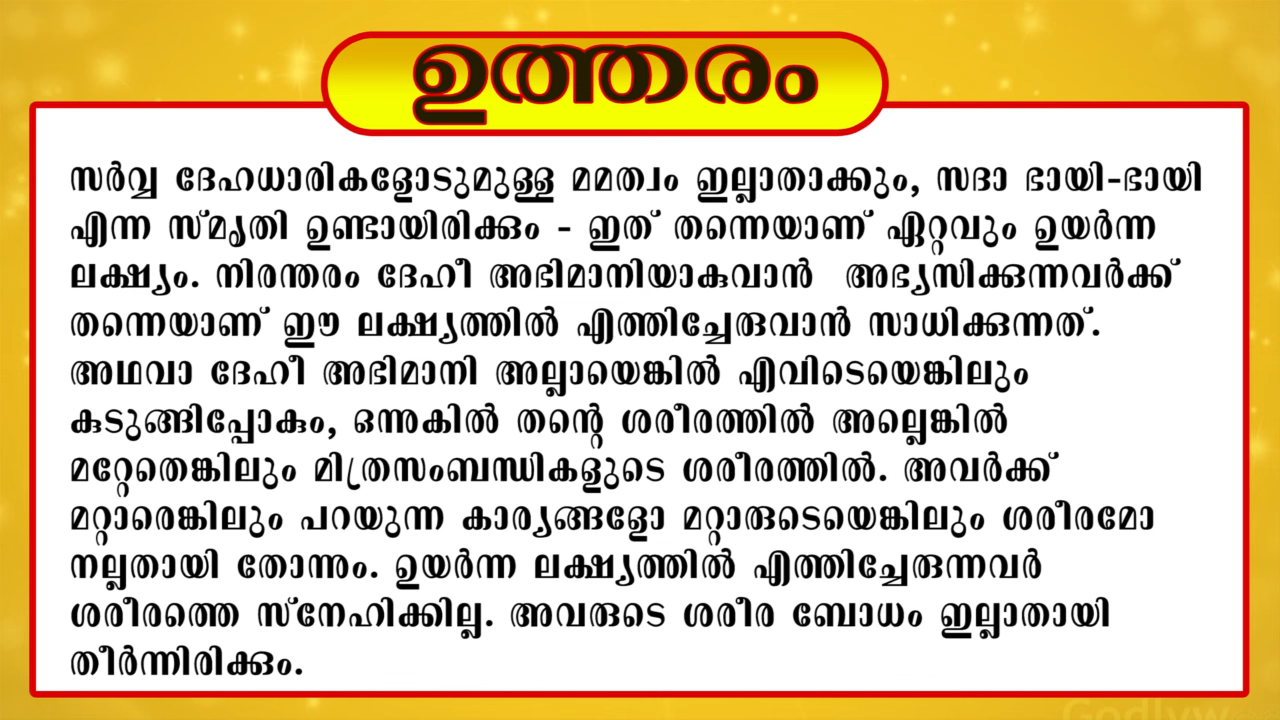 ഉത്തരം
സർവ്വ ദേഹധാരികളോടുമുള്ള മമത്വം ഇല്ലാതാക്കും, സദാ ഭായി-ഭായി
എന്ന സ്മൃതി ഉണ്ടായിരിക്കും - ഇത് തന്നെയാണ് ഏറ്റവും ഉയർന്ന
ലക്ഷ്യം. നിരന്തരം ദേഹീ അഭിമാനിയാകുവാൻ അഭ്യസിക്കുന്നവർക്ക്
തന്നെയാണ് ഈ ലക്ഷ്യത്തിൽ എത്തിച്ചേരുവാൻ സാധിക്കുന്നത്.
അഥവാ ദേഹീ അഭിമാനി അല്ലായെങ്കിൽ എവിടെയെങ്കിലും
കുടുങ്ങിപ്പോകും, ഒന്നുകിൽ തന്റെ ശരീരത്തിൽ അല്ലെങ്കിൽ
മറ്റേതെങ്കിലും മിത്രസംബന്ധികളുടെ ശരീരത്തിൽ. അവർക്ക്
മറ്റാരെങ്കിലും പറയുന്ന കാര്യങ്ങളോ മറ്റാരുടെയെങ്കിലും ശരീരമോ
നല്ലതായി തോന്നും. ഉയർന്ന ലക്ഷ്യത്തിൽ എത്തിച്ചേരുന്നവർ
ശരീരത്തെ സ്നേഹിക്കില്ല. അവരുടെ ശരീര ബോധം ഇല്ലാതായി
തീർന്നിരിക്കും.